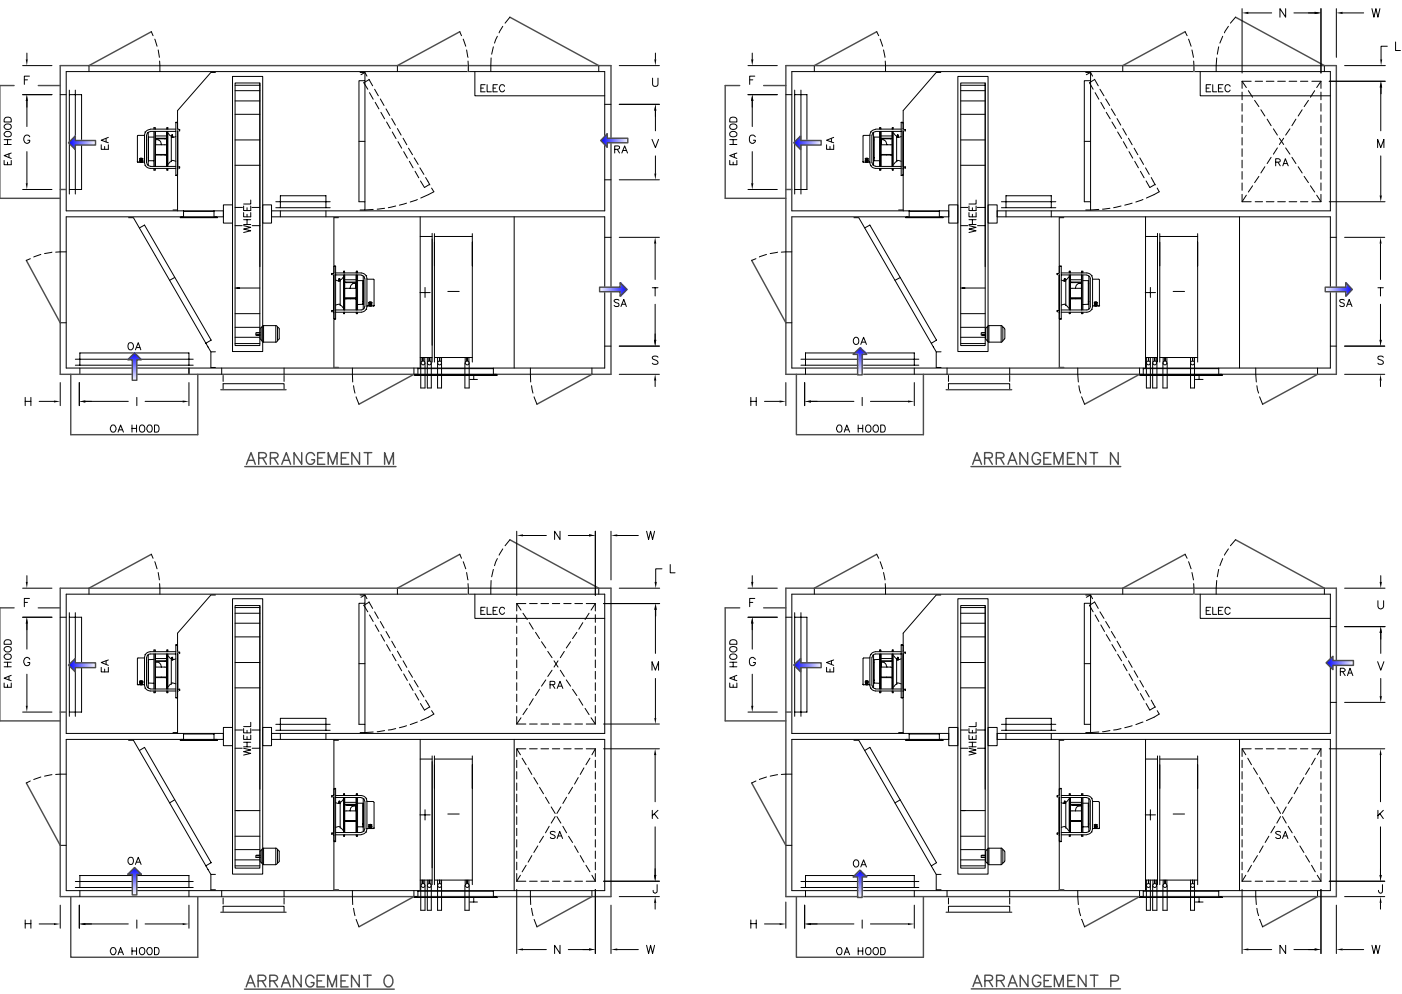 F
EA HOOD
G
EA
ELEC
U
V
RA
WHEEL
T
SA
S
OA
H
I
OA HOOD
ARRANGEMENT M
N
W
L
F
EA HOOD
G
EA
ELEC
M
RA
WHEEL
T
SA
S
OA
H
I
OA HOOD
ARRANGEMENT N
N
W
L
F
EA HOOD
G
EA
ELEC
M
RA
WHEEL
K
SA
OA
J
H
I
OA HOOD
N
W
ARRANGEMENT O
F
EA HOOD
G
EA
ELEC
U
V
RA
WHEEL
K
SA
OA
J
H
I
OA HOOD
N
W
ARRANGEMENT P